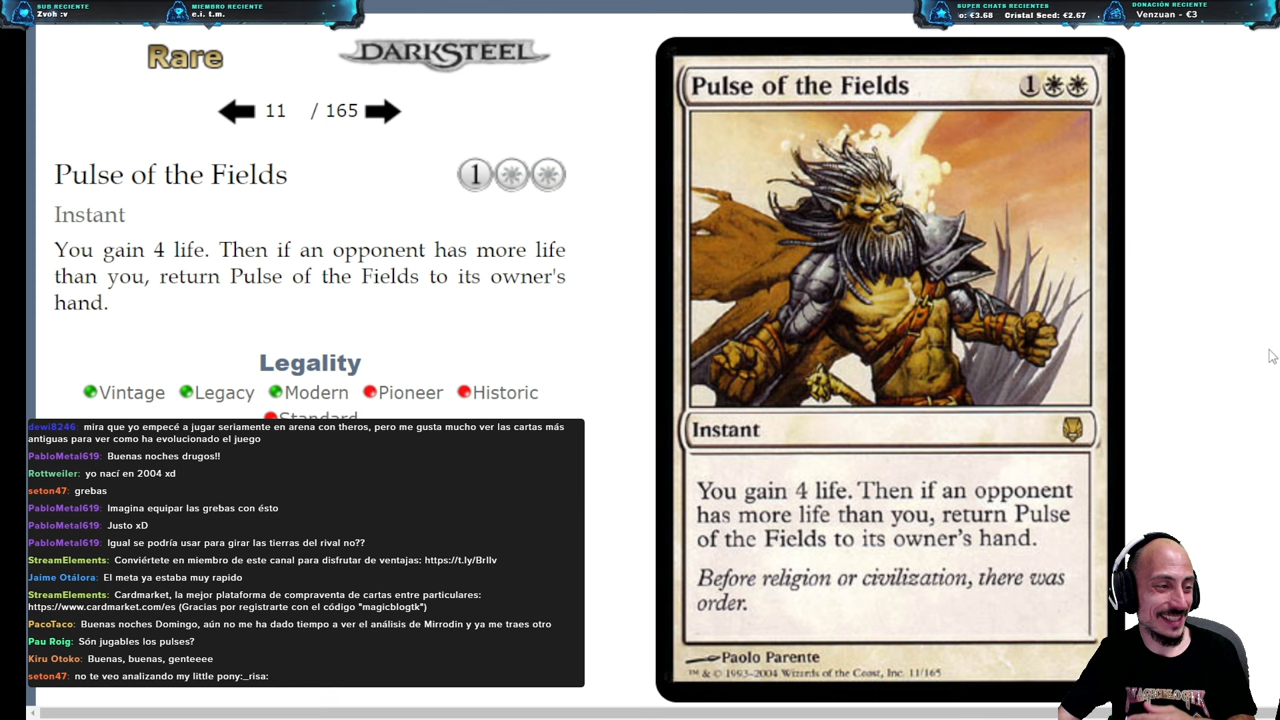 SUB RECIENTE
Zvoh :v
MIEMBRO RECIENTE
e.i. t.m.
SUPER CHATS RECIENTES
o: €3.68 Cristal Seed: €2.67
DONACIÓN RECIENTE
Venzuan - €3
Rare
DARKSTEEL
11 / 165
Pulse of the Fields
1
Instant
You gain 4 life. Then if an opponent has more life
than you, return Pulse of the Fields to its owner's
hand.
Legality
Vintage Legacy Modern Pioneer Historic
Standard
dewi8246: mira que yo empecé a jugar seriamente en arena con theros, pero me gusta mucho ver las cartas más
antiguas para ver como ha evolucionado el juego
PabloMetal619: Buenas noches drugos!!
Rottweiler: yo nací en 2004 xd
seton47: grebas
PabloMetal619: Imagina equipar las grebas con ésto
PabloMetal619: Justo xD
PabloMetal619: Igual se podría usar para girar las tierras del rival no??
StreamElements: Conviértete en miembro de este canal para disfrutar de ventajas: https://t.ly/BrIlv
Jaime Otálora: El meta ya estaba muy rapido
StreamElements: Cardmarket, la mejor plataforma de compraventa de cartas entre particulares:
https://www.cardmarket.com/es (Gracias por registrarte con el código "magicblogtk")
PacoTaco: Buenas noches Domingo, aún no me ha dado tiempo a ver el análisis de Mirrodin y ya me traes otro
Pau Roig: Són jugables los pulses?
Kiru Otoko: Buenas, buenas, genteeee
seton47: no te veo analizando my little pony:_risa:
Pulse of the Fields
1
Instant
You gain 4 life. Then if an opponent
has more life than you, return Pulse
of the Fields to its owner's hand.
Before religion or civilization, there was
order.
Paolo Parente
™ & © 1993–2004 Wizards of the Coast, Inc. 11/165
MAGICBLOGTK